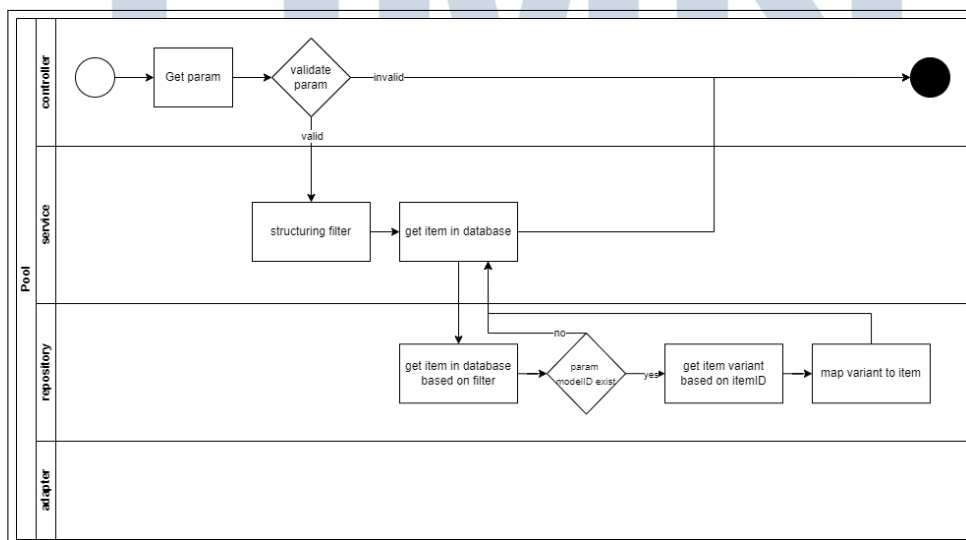 Pool
controller
Get param
validate
param
invalid
valid
service
structuring filter
get item in database
repository
get item in database
based on filter
no
param
modelID exist
yes
get item variant
based on itemID
map variant to item
adapter